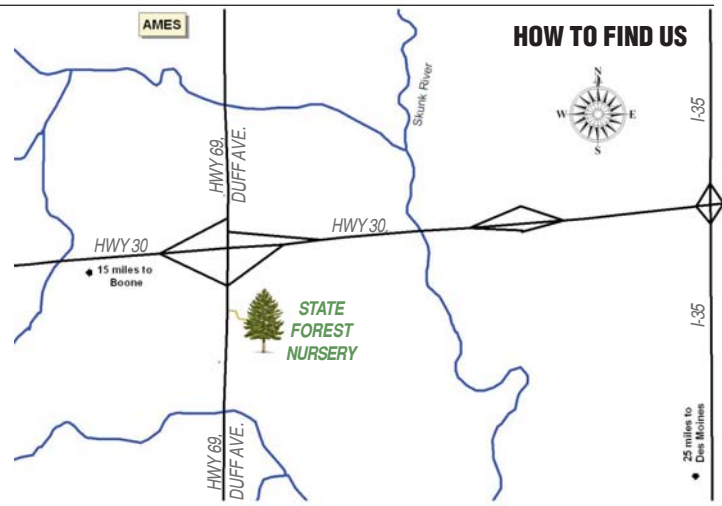 AMES
HOW TO FIND US
Skunk River
N
W E
S
I-35
HWY 69,
DUFF AVE.
HWY 30
HWY 30,
15 miles to
Boone
STATE
FOREST
NURSERY
I-35
HWY 69,
DUFF AVE.
25 miles to
Des Moines